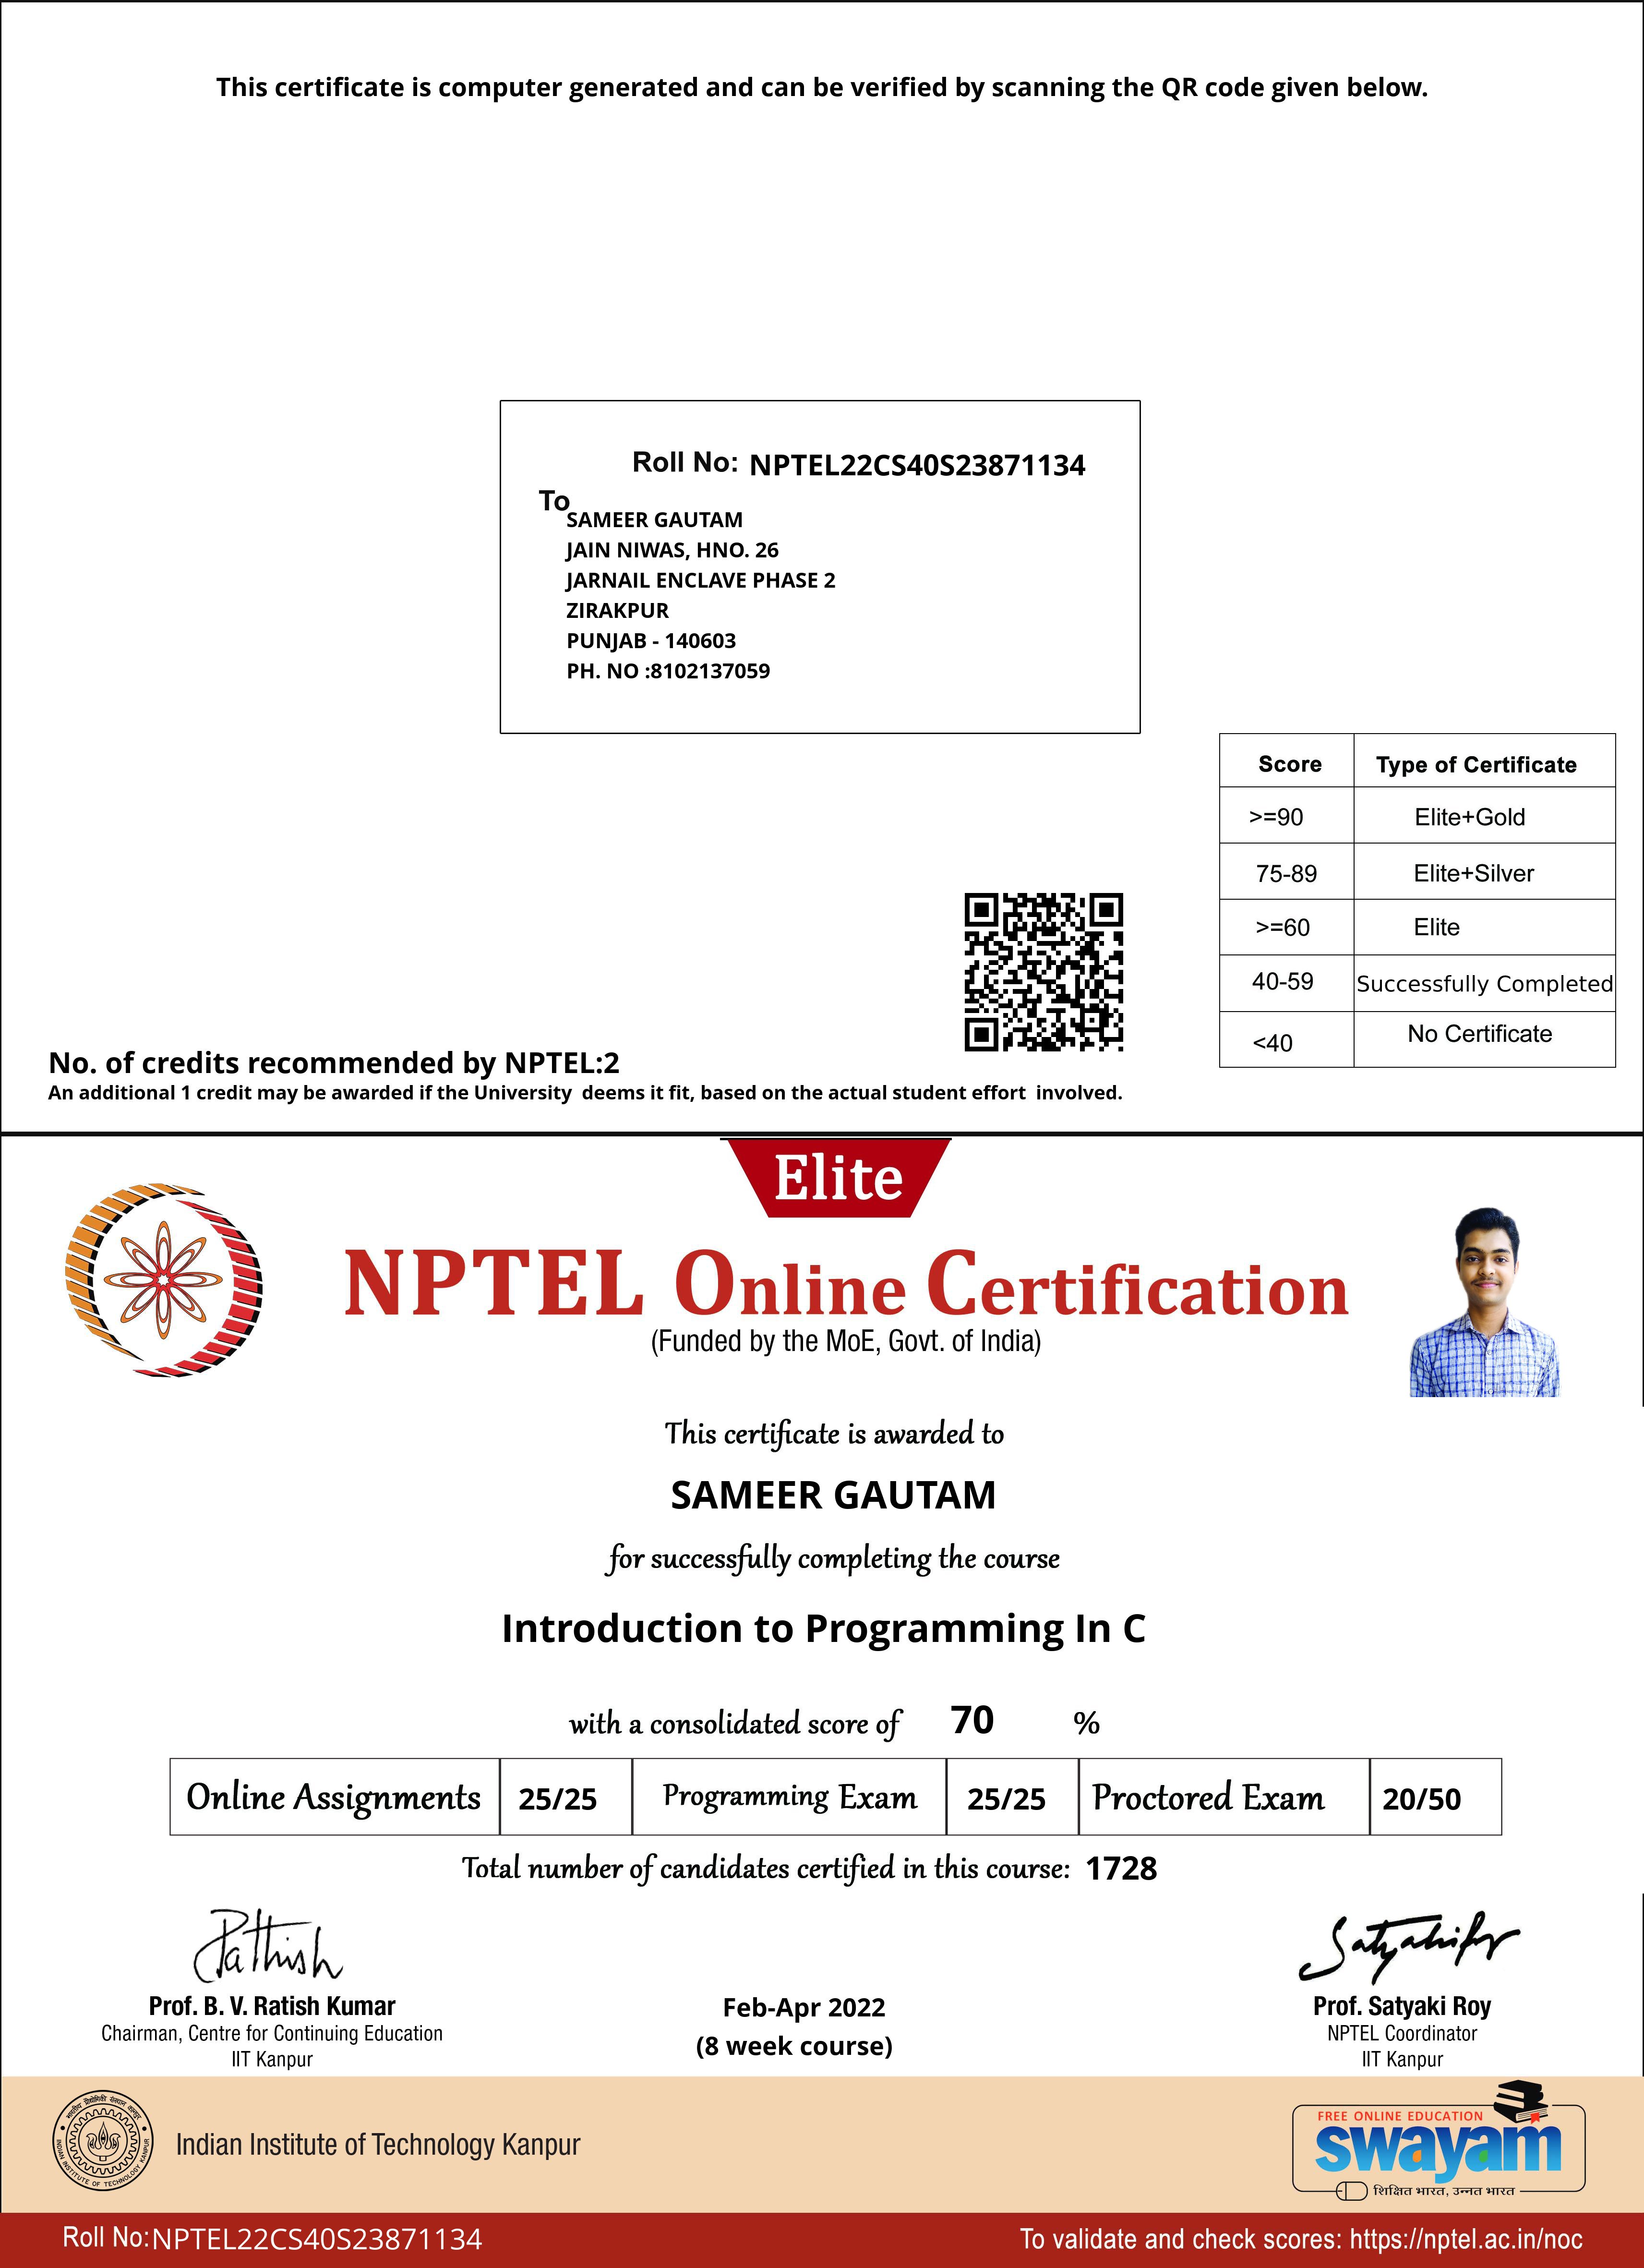 This certificate is computer generated and can be verified by scanning the QR code given below.
Roll No: NPTEL22CS40S23871134
To
SAMEER GAUTAM
JAIN NIWAS, HNO. 26
JARNAIL ENCLAVE PHASE 2
ZIRAKPUR
PUNJAB - 140603
PH. NO :8102137059
Score Type of Certificate
>=90 Elite+Gold
75-89 Elite+Silver
>=60 Elite
40-59 Successfully Completed
<40 No Certificate
No. of credits recommended by NPTEL:2
An additional 1 credit may be awarded if the University deems it fit, based on the actual student effort involved.
Elite
NPTEL Online Certification
(Funded by the MoE, Govt. of India)
This certificate is awarded to
SAMEER GAUTAM
for successfully completing the course
Introduction to Programming In C
with a consolidated score of 70 %
Online Assignments 25/25 Programming Exam 25/25 Proctored Exam 20/50
Total number of candidates certified in this course: 1728
Prof. B. V. Ratish Kumar
Chairman, Centre for Continuing Education
IIT Kanpur
Feb-Apr 2022
(8 week course)
Prof. Satyaki Roy
NPTEL Coordinator
IIT Kanpur
INDIAN INSTITUTE OF TECHNOLOGY KANPUR
Indian Institute of Technology Kanpur
FREE ONLINE EDUCATION
swayam
शिक्षित भारत, उन्नत भारत
Roll No:NPTEL22CS40S23871134
To validate and check scores: https://nptel.ac.in/noc